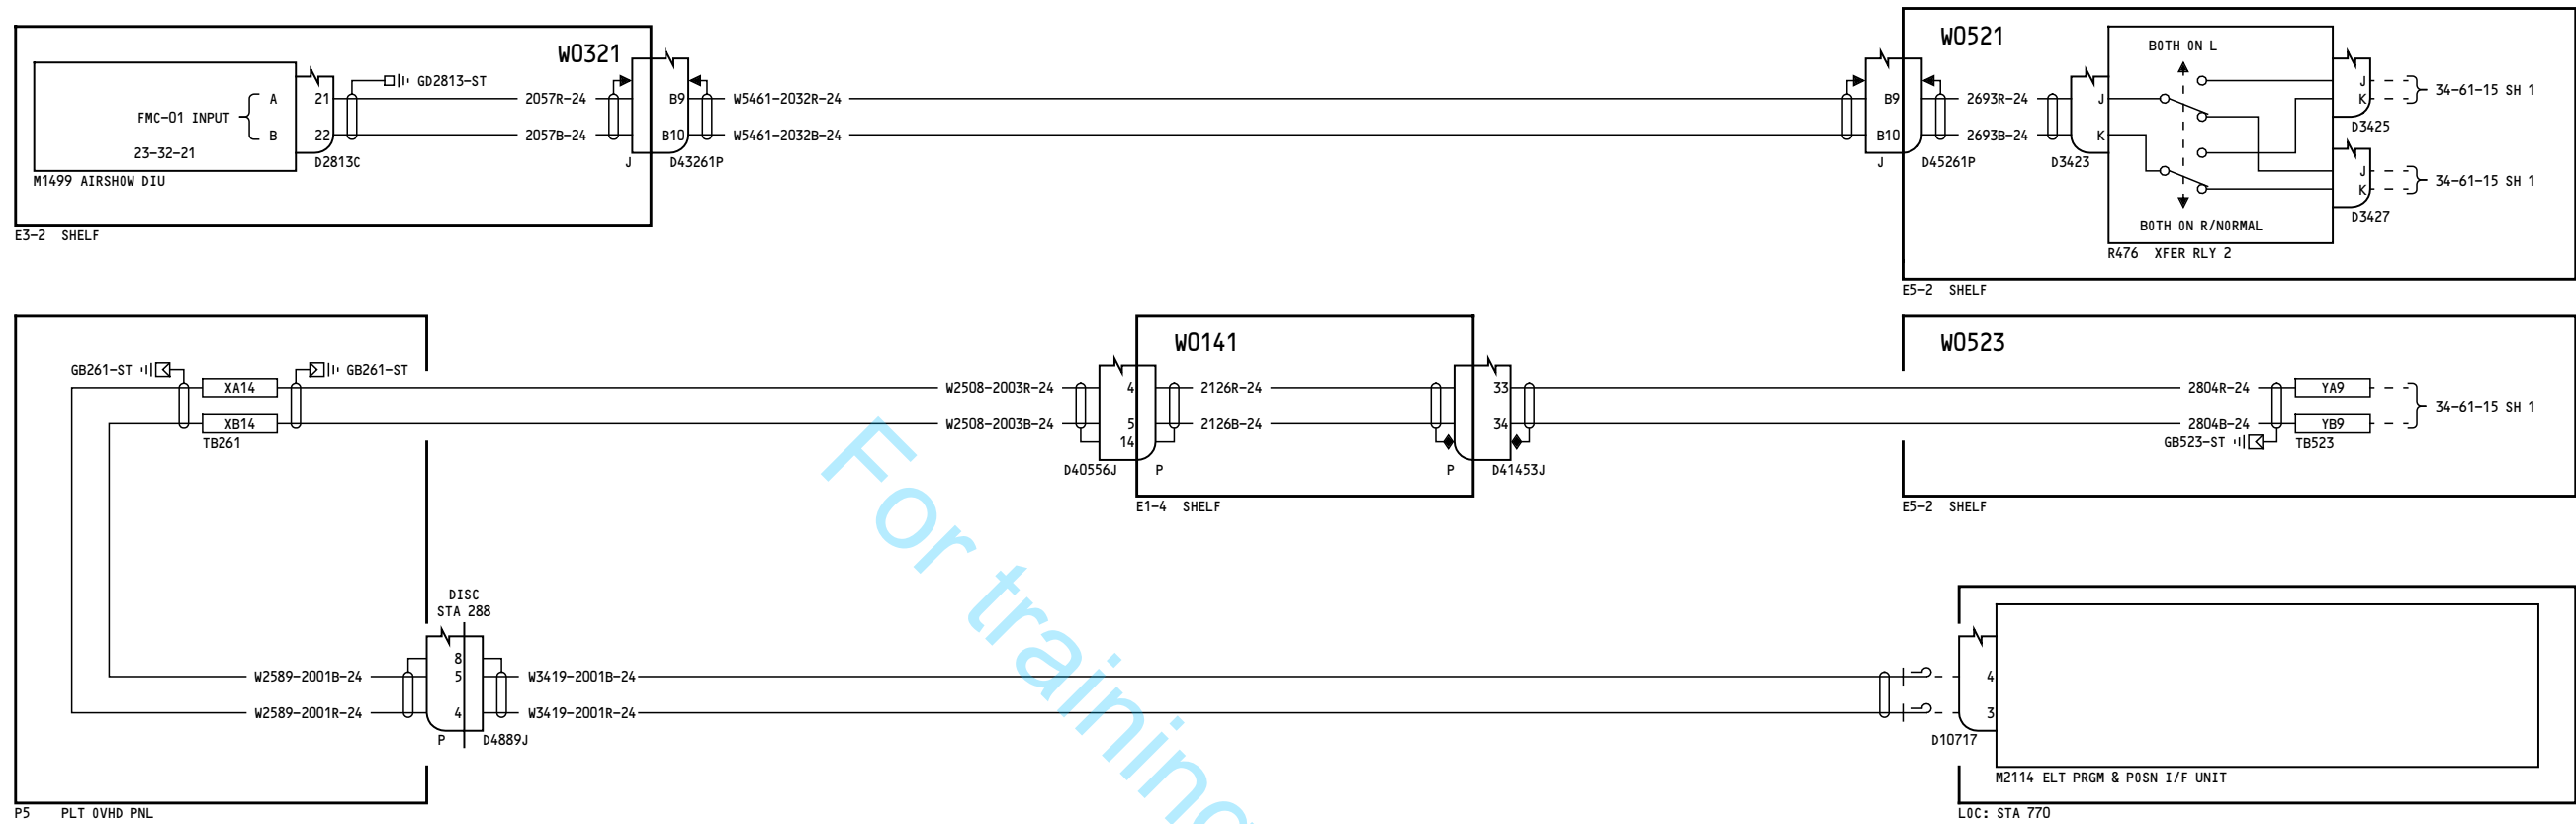 W0321
FMC-01 INPUT
A
B
23-32-21
21
22
D2813C
M1499 AIRSHOW DIU
GD2813-ST
2057R-24
2057B-24
J
B9
B10
D43261P
W5461-2032R-24
W5461-2032B-24
E3-2 SHELF
W0521
B9
B10
J
D45261P
2693R-24
2693B-24
J
K
D3423
BOTH ON L
BOTH ON R/NORMAL
R476 XFER RLY 2
J
K
D3425
34-61-15 SH 1
J
K
D3427
34-61-15 SH 1
E5-2 SHELF
GB261-ST
XA14
XB14
TB261
GB261-ST
W2508-2003R-24
W2508-2003B-24
W0141
4
5
14
D40556J
P
2126R-24
2126B-24
33
34
P
D41453J
E1-4 SHELF
W0523
2804R-24
2804B-24
GB523-ST
YA9
YB9
TB523
34-61-15 SH 1
E5-2 SHELF
DISC
STA 288
W2589-2001B-24
W2589-2001R-24
8
5
4
P
D4889J
W3419-2001B-24
W3419-2001R-24
4
3
D10717
M2114 ELT PRGM & POSN I/F UNIT
P5 PLT OVHD PNL
LOC: STA 770
For training